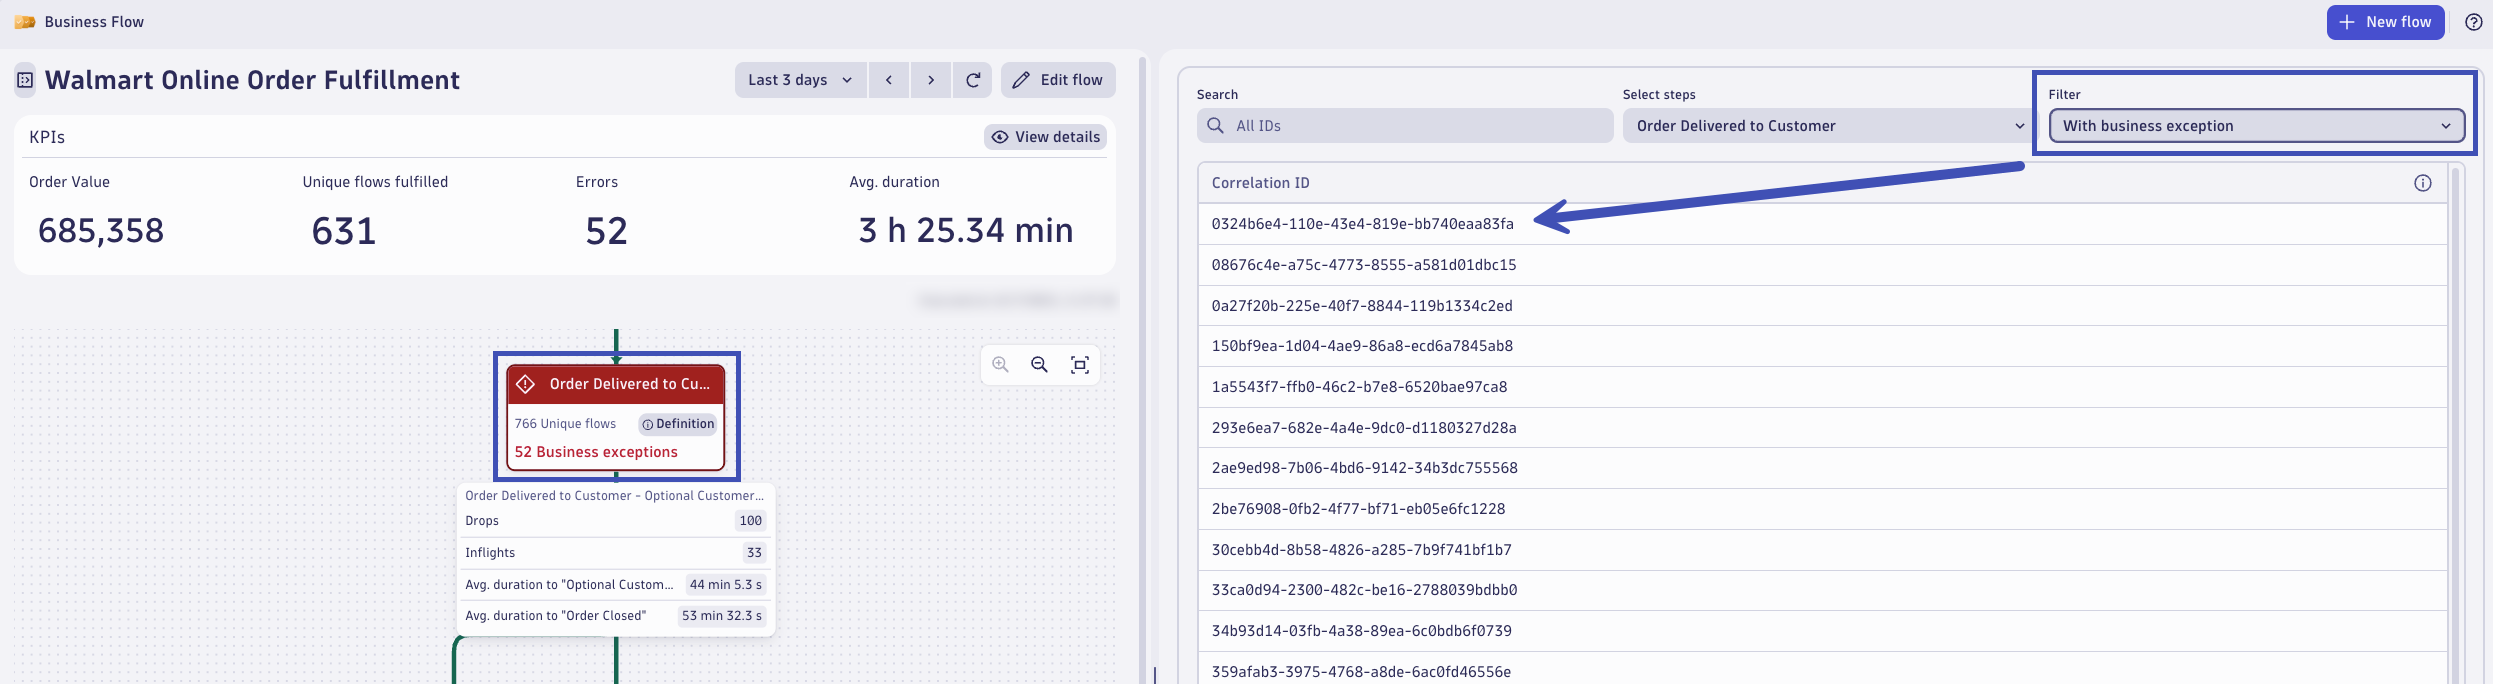 Business Flow
New flow
Walmart Online Order Fulfillment
Last 3 days
Edit flow
KPIs
View details
Order Value
Unique flows fulfilled
Errors
Avg. duration
685,358
631
52
3 h 25.34 min
Order Delivered to Cu...
766 Unique flows
Definition
52 Business exceptions
Order Delivered to Customer - Optional Customer...
Drops
100
Inflights
33
Avg. duration to "Optional Custom...
44 min 5.3 s
Avg. duration to "Order Closed"
53 min 32.3 s
Search
Select steps
Filter
All IDs
Order Delivered to Customer
With business exception
Correlation ID
0324b6e4-110e-43e4-819e-bb740eaa83fa
08676c4e-a75c-4773-8555-a581d01dbc15
0a27f20b-225e-40f7-8844-119b1334c2ed
150bf9ea-1d04-4ae9-86a8-ecd6a7845ab8
1a5543f7-ffb0-46c2-b7e8-6520bae97ca8
293e6ea7-682e-4a4e-9dc0-d1180327d28a
2ae9ed98-7b06-4bd6-9142-34b3dc755568
2be76908-0fb2-4f77-bf71-eb05e6fc1228
30cebb4d-8b58-4826-a285-7b9f741bf1b7
33ca0d94-2300-482c-be16-2788039bdbb0
34b93d14-03fb-4a38-89ea-6c0bdb6f0739
359afab3-3975-4768-a8de-6ac0fd46556e